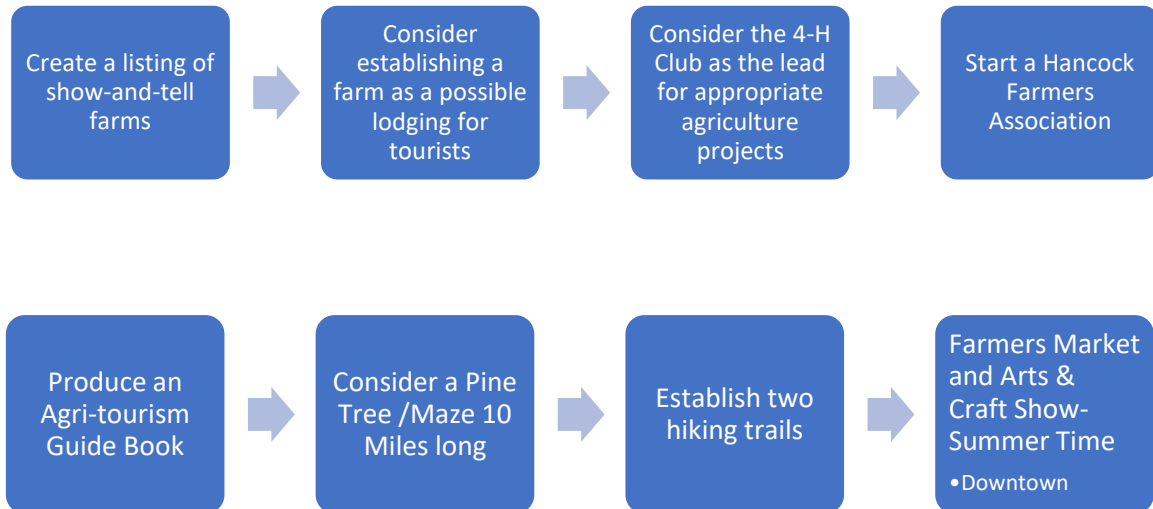 Create a listing of
show-and-tell
farms
Consider
establishing a
farm as a possible
lodging for
tourists
Consider the 4-H
Club as the lead
for appropriate
agriculture
projects
Start a Hancock
Farmers
Association
Produce an
Agri-tourism
Guide Book
Consider a Pine
Tree /Maze 10
Miles long
Establish two
hiking trails
Farmers Market
and Arts &
Craft Show-
Summer Time
•Downtown